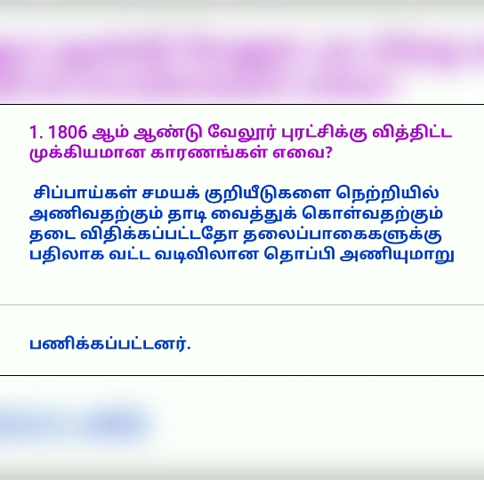 1. 1806 ஆம் ஆண்டு வேலூர் புரட்சிக்கு வித்திட்ட
முக்கியமான காரணங்கள் எவை?
சிப்பாய்கள் சமயக் குறியீடுகளை நெற்றியில்
அணிவதற்கும் தாடி வைத்துக் கொள்வதற்கும்
தடை விதிக்கப்பட்டதோ தலைப்பாகைகளுக்கு
பதிலாக வட்ட வடிவிலான தொப்பி அணியுமாறு
பணிக்கப்பட்டனர்.